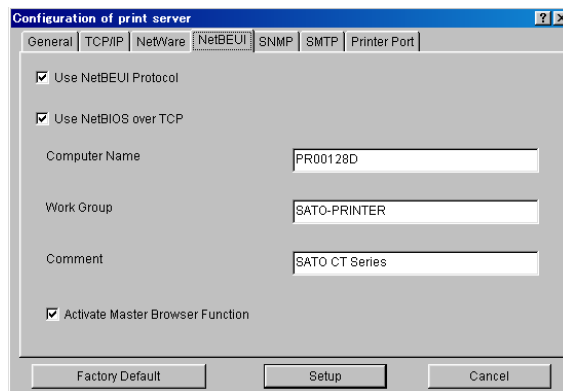 Configuration of print server
General TCP/IP NetWare NetBEUI SNMP SMTP Printer Port
Use NetBEUI Protocol
Use NetBIOS over TCP
Computer Name PR00128D
Work Group SATO-PRINTER
Comment SATO CT Series
Activate Master Browser Function
Factory Default Setup Cancel